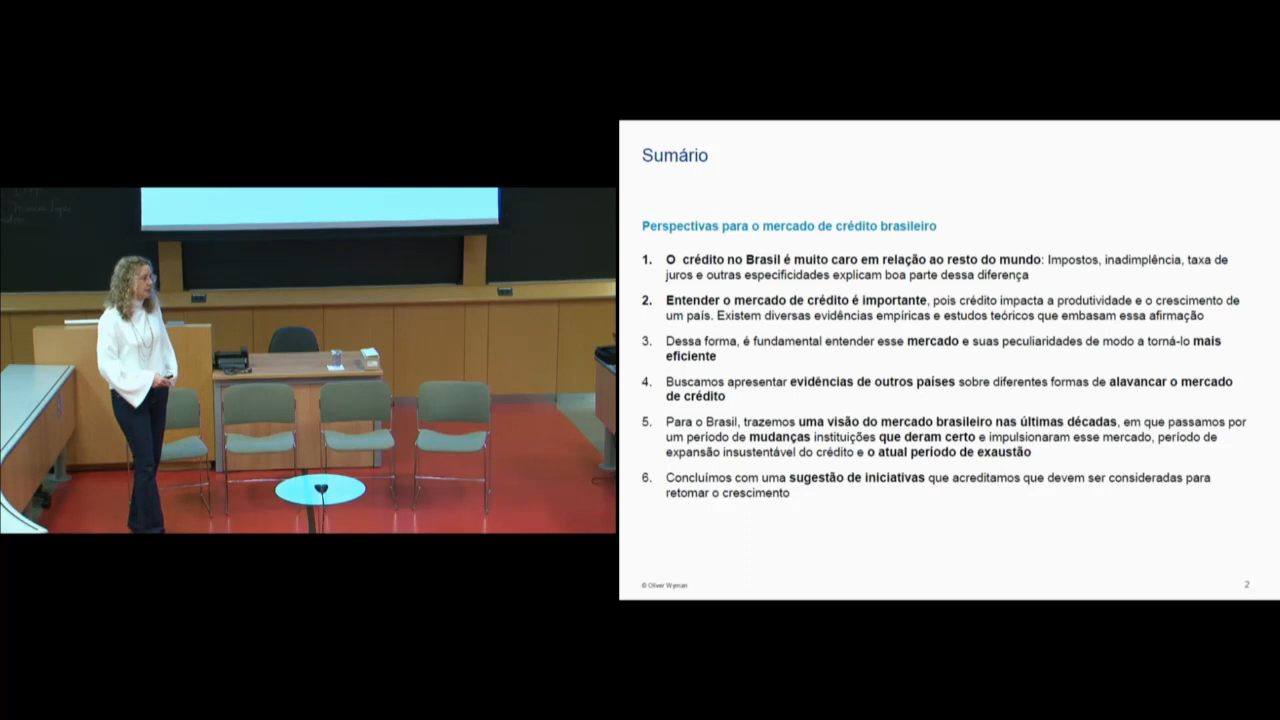 Sumário
Perspectivas para o mercado de crédito brasileiro
1. O crédito no Brasil é muito caro em relação ao resto do mundo: Impostos, inadimplência, taxa de
juros e outras especificidades explicam boa parte dessa diferença
2. Entender o mercado de crédito é importante, pois crédito impacta a produtividade e o crescimento de
um país. Existem diversas evidências empíricas e estudos teóricos que embasam essa afirmação
3. Dessa forma, é fundamental entender esse mercado e suas peculiaridades de modo a torná-lo mais
eficiente
4. Buscamos apresentar evidências de outros países sobre diferentes formas de alavancar o mercado
de crédito
5. Para o Brasil, trazemos uma visão do mercado brasileiro nas últimas décadas, em que passamos por
um período de mudanças instituições que deram certo e impulsionaram esse mercado, período de
expansão insustentável do crédito e o atual período de exaustão
6. Concluímos com uma sugestão de iniciativas que acreditamos que devem ser consideradas para
retomar o crescimento
© Oliver Wyman
2